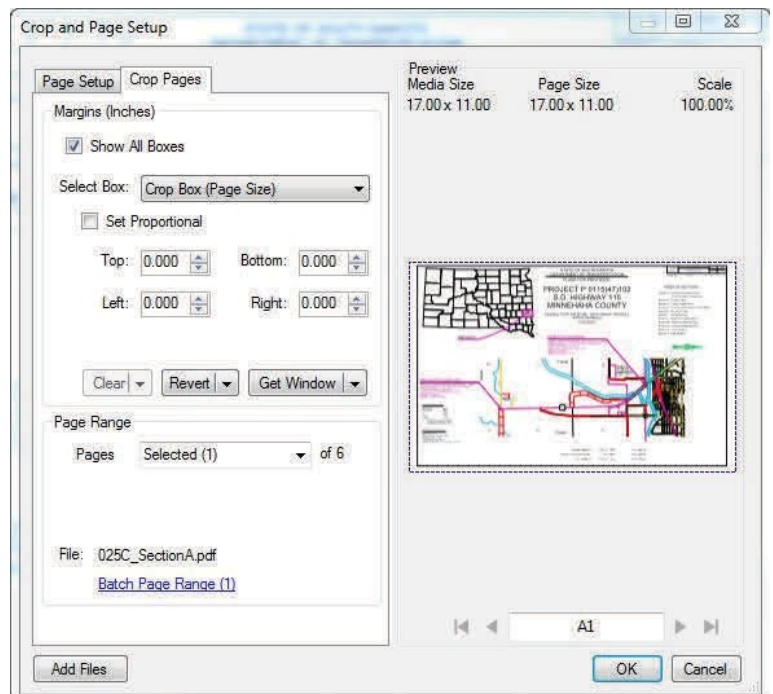 Crop and Page Setup
Page Setup
Crop Pages
Margins (Inches)
Show All Boxes
Select Box: Crop Box (Page Size)
Set Proportional
Top: 0.000 Bottom: 0.000
Left: 0.000 Right: 0.000
Clear Revert Get Window
Page Range
Pages Selected (1) of 6
File: 025C_SectionA.pdf
Batch Page Range (1)
Add Files
Preview
Media Size Page Size Scale
17.00 x 11.00 17.00 x 11.00 100.00%
PROJECT P 0115(47)102
S.D. HIGHWAY 115
MINNEHAHA COUNTY
A1
OK Cancel